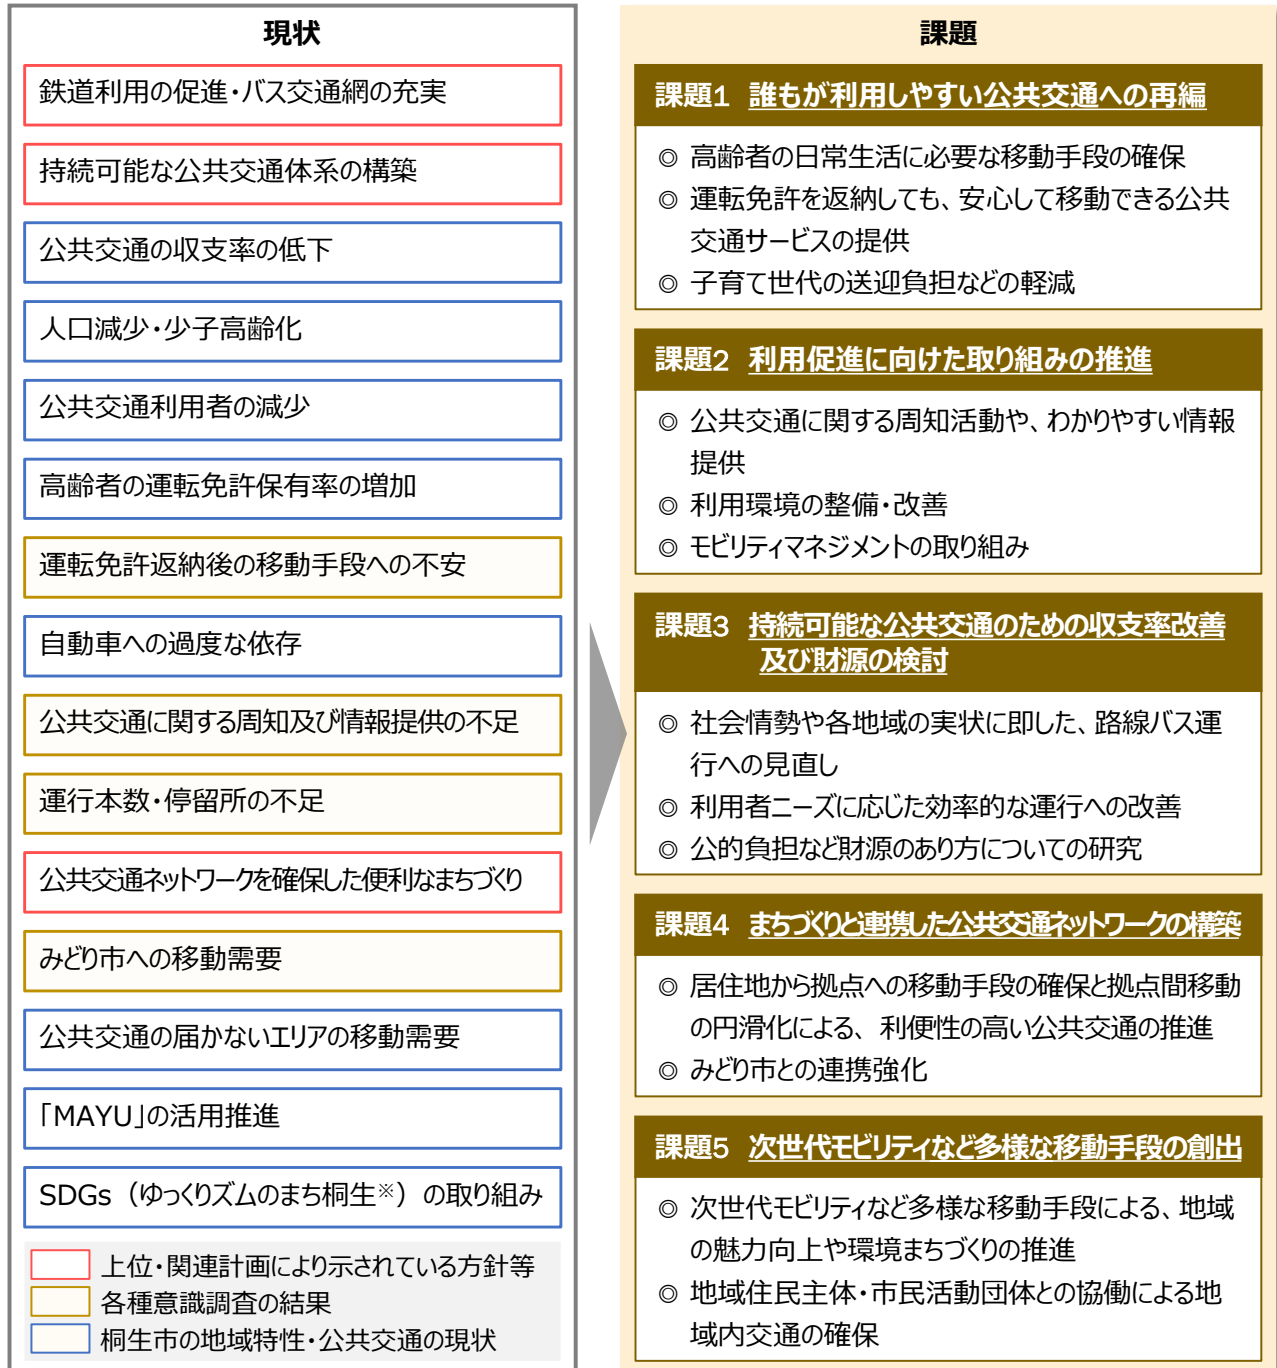 現状
鉄道利用の促進・バス交通網の充実
持続可能な公共交通体系の構築
公共交通の収支率の低下
人口減少・少子高齢化
公共交通利用者の減少
高齢者の運転免許保有率の増加
運転免許返納後の移動手段への不安
自動車への過度な依存
公共交通に関する周知及び情報提供の不足
運行本数・停留所の不足
公共交通ネットワークを確保した便利なまちづくり
みどり市への移動需要
公共交通の届かないエリアの移動需要
「MAYU」の活用推進
SDGs（ゆっくりズムのまち桐生※）の取り組み
上位・関連計画により示されている方針等
各種意識調査の結果
桐生市の地域特性・公共交通の現状
課題
課題1 誰もが利用しやすい公共交通への再編
◎ 高齢者の日常生活に必要な移動手段の確保
◎ 運転免許を返納しても、安心して移動できる公共
交通サービスの提供
◎ 子育て世代の送迎負担などの軽減
課題2 利用促進に向けた取り組みの推進
◎ 公共交通に関する周知活動や、わかりやすい情報
提供
◎ 利用環境の整備・改善
◎ モビリティマネジメントの取り組み
課題3 持続可能な公共交通のための収支率改善
及び財源の検討
◎ 社会情勢や各地域の実状に即した、路線バス運
行への見直し
◎ 利用者ニーズに応じた効率的な運行への改善
◎ 公的負担など財源のあり方についての研究
課題4 まちづくりと連携した公共交通ネットワークの構築
◎ 居住地から拠点への移動手段の確保と拠点間移動
の円滑化による、利便性の高い公共交通の推進
◎ みどり市との連携強化
課題5 次世代モビリティなど多様な移動手段の創出
◎ 次世代モビリティなど多様な移動手段による、地域
の魅力向上や環境まちづくりの推進
◎ 地域住民主体・市民活動団体との協働による地
域内交通の確保